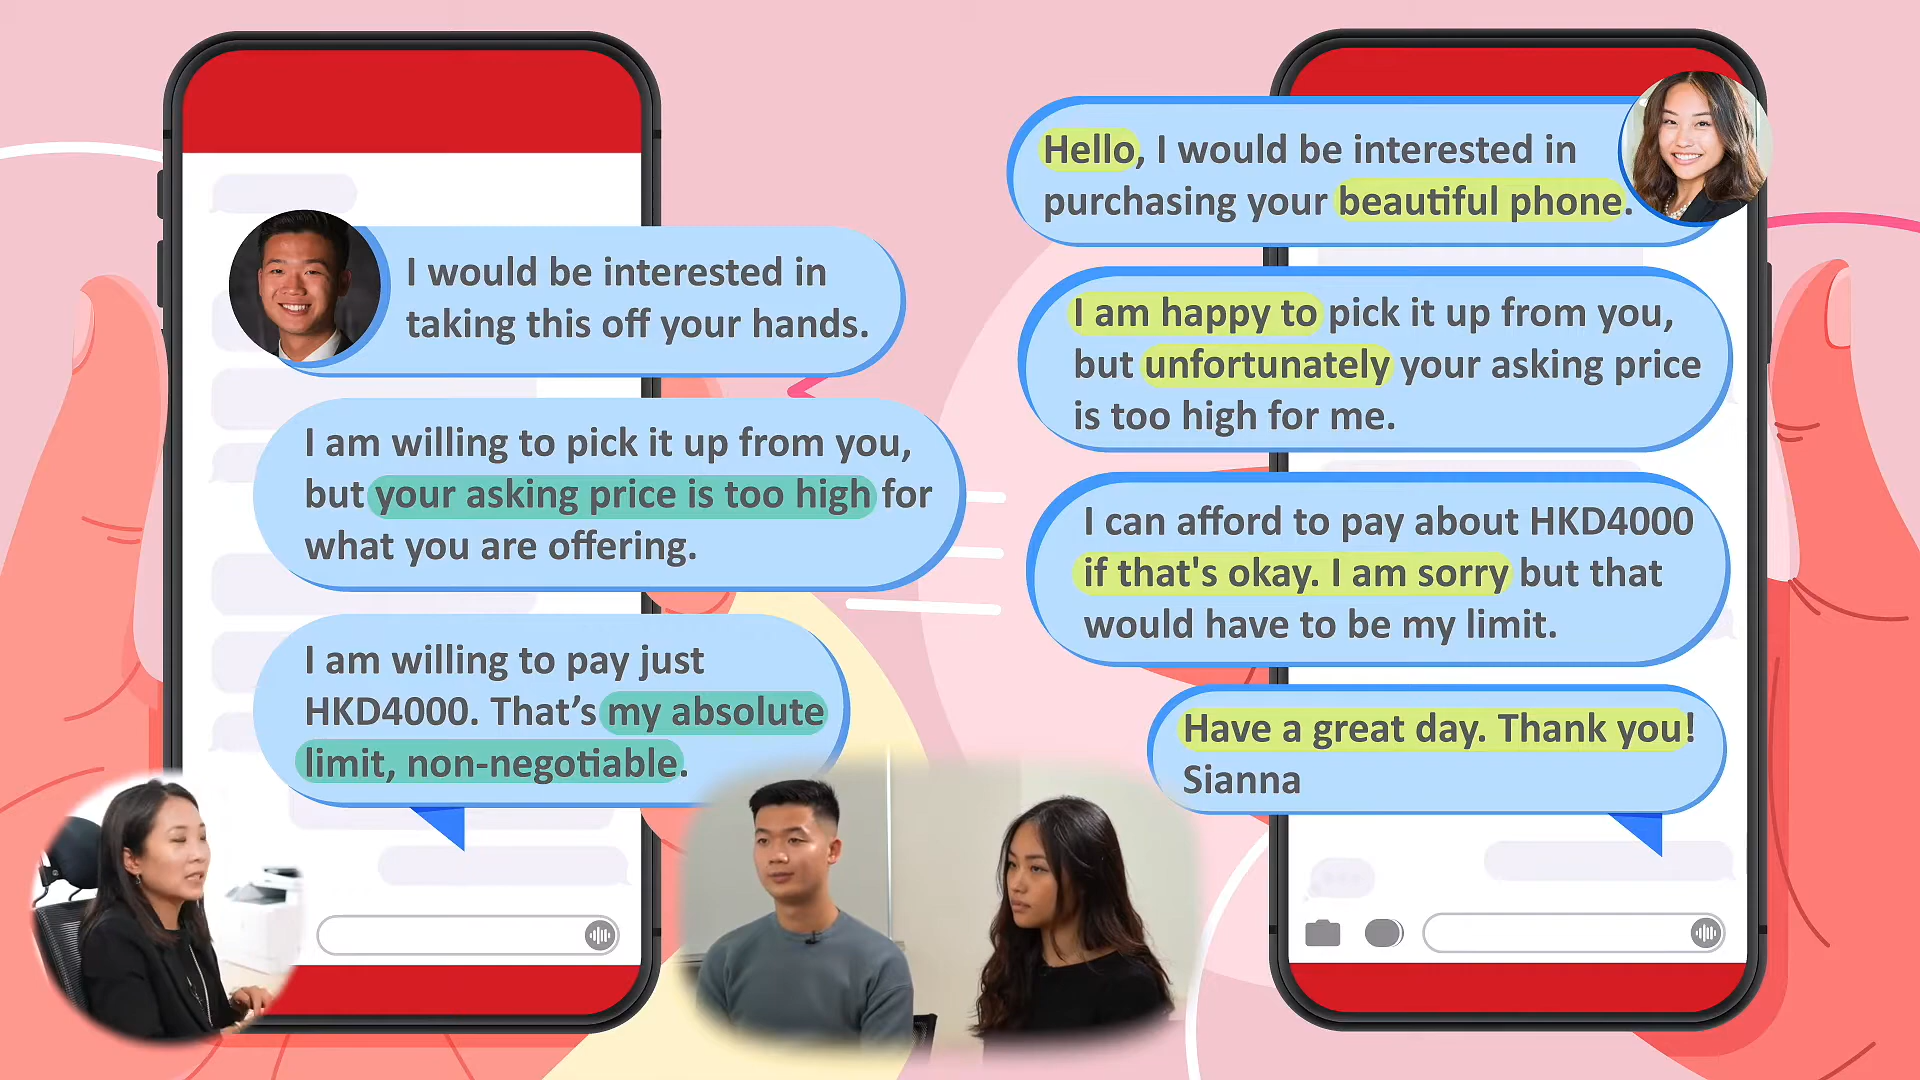 I would be interested in
taking this off your hands.
I am willing to pick it up from you,
but your asking price is too high for
what you are offering.
I am willing to pay just
HKD4000. That’s my absolute
limit, non-negotiable.
Hello, I would be interested in
purchasing your beautiful phone.
I am happy to pick it up from you,
but unfortunately your asking price
is too high for me.
I can afford to pay about HKD4000
if that's okay. I am sorry but that
would have to be my limit.
Have a great day. Thank you!
Sianna